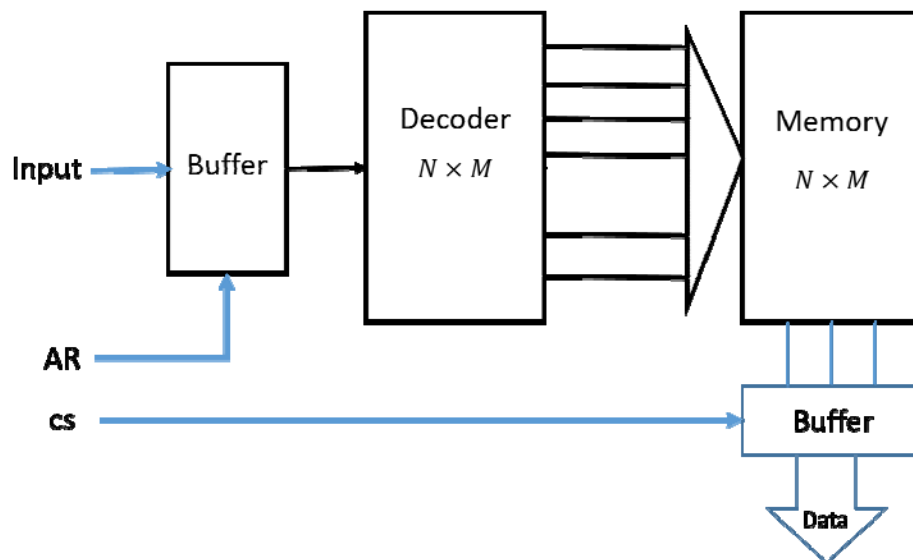 Input
Buffer
Decoder
N × M
Memory
N × M
AR
cs
Buffer
Data